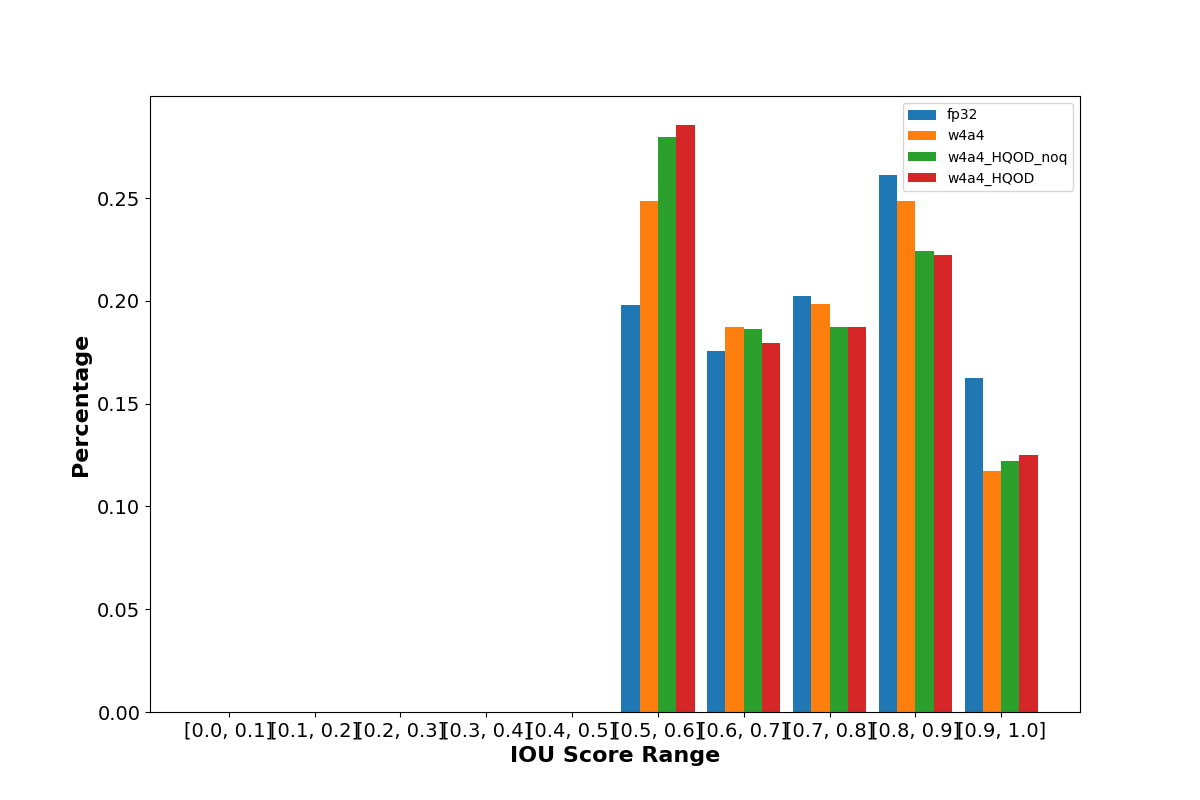 fp32
w4a4
w4a4_HQOD_noq
w4a4_HQOD
Percentage
0.25
0.20
0.15
0.10
0.05
0.00
[0.0, 0.1] [0.1, 0.2] [0.2, 0.3] [0.3, 0.4] [0.4, 0.5] [0.5, 0.6] [0.6, 0.7] [0.7, 0.8] [0.8, 0.9] [0.9, 1.0]
IOU Score Range